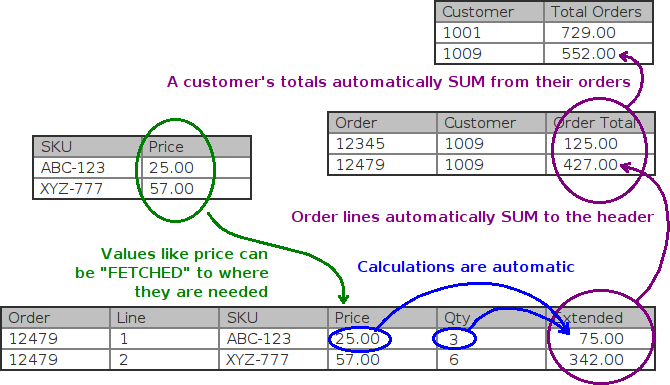 Customer Total Orders
1001 729.00
1009 552.00
A customer's totals automatically SUM from their orders
Order Customer Order Total
12345 1009 125.00
12479 1009 427.00
SKU Price
ABC-123 25.00
XYZ-777 57.00
Order lines automatically SUM to the header
Values like price can
be "FETCHED" to where
they are needed
Calculations are automatic
Order Line SKU Price Qty Extended
12479 1 ABC-123 25.00 3 75.00
12479 2 XYZ-777 57.00 6 342.00